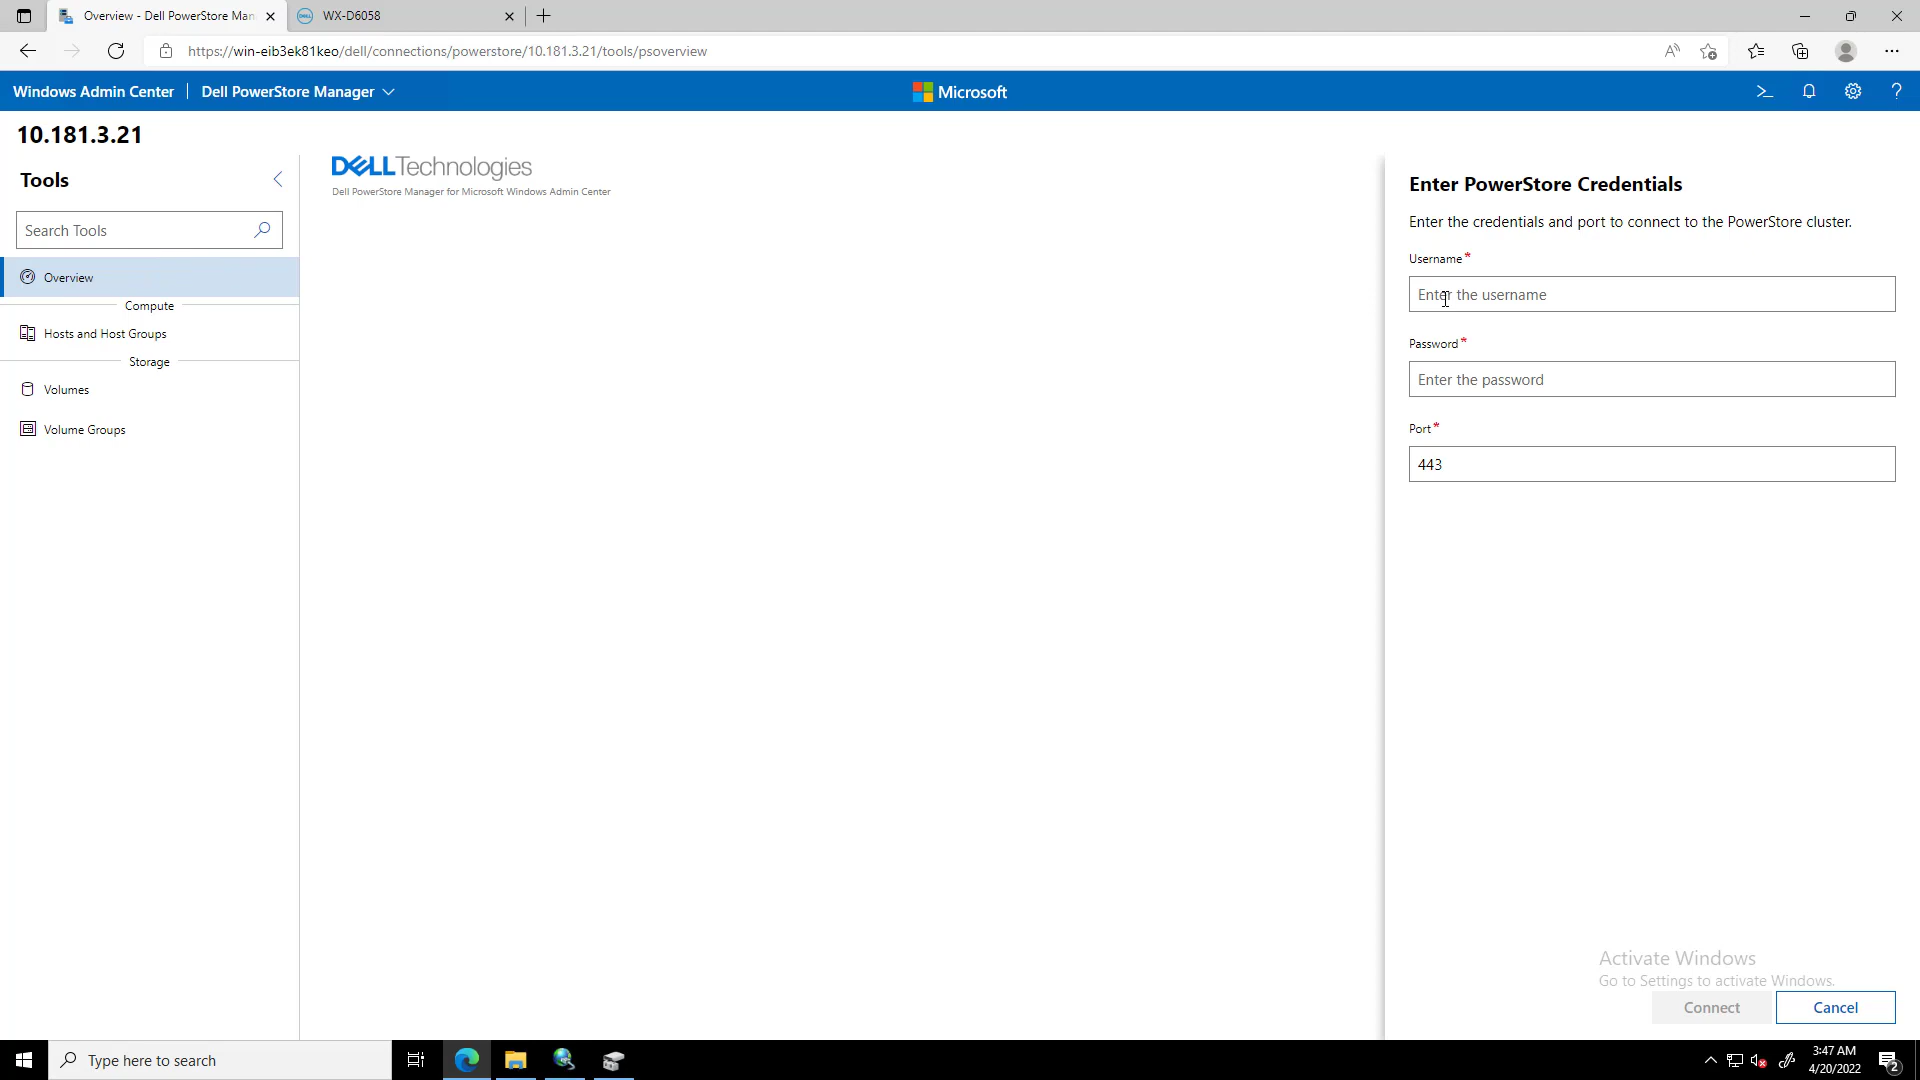 Overview - Dell PowerStore Man
WX-D6058
https://win-eib3ek81keo/dell/connections/powerstore/10.181.3.21/tools/psoverview
Windows Admin Center
Dell PowerStore Manager
Microsoft
10.181.3.21
Tools
Search Tools
Overview
Compute
Hosts and Host Groups
Storage
Volumes
Volume Groups
DELLTechnologies
Dell PowerStore Manager for Microsoft Windows Admin Center
Enter PowerStore Credentials
Enter the credentials and port to connect to the PowerStore cluster.
Username*
Enter the username
Password*
Enter the password
Port*
443
Activate Windows
Go to Settings to activate Windows.
Connect
Cancel
Type here to search
3:47 AM
4/20/2022
2